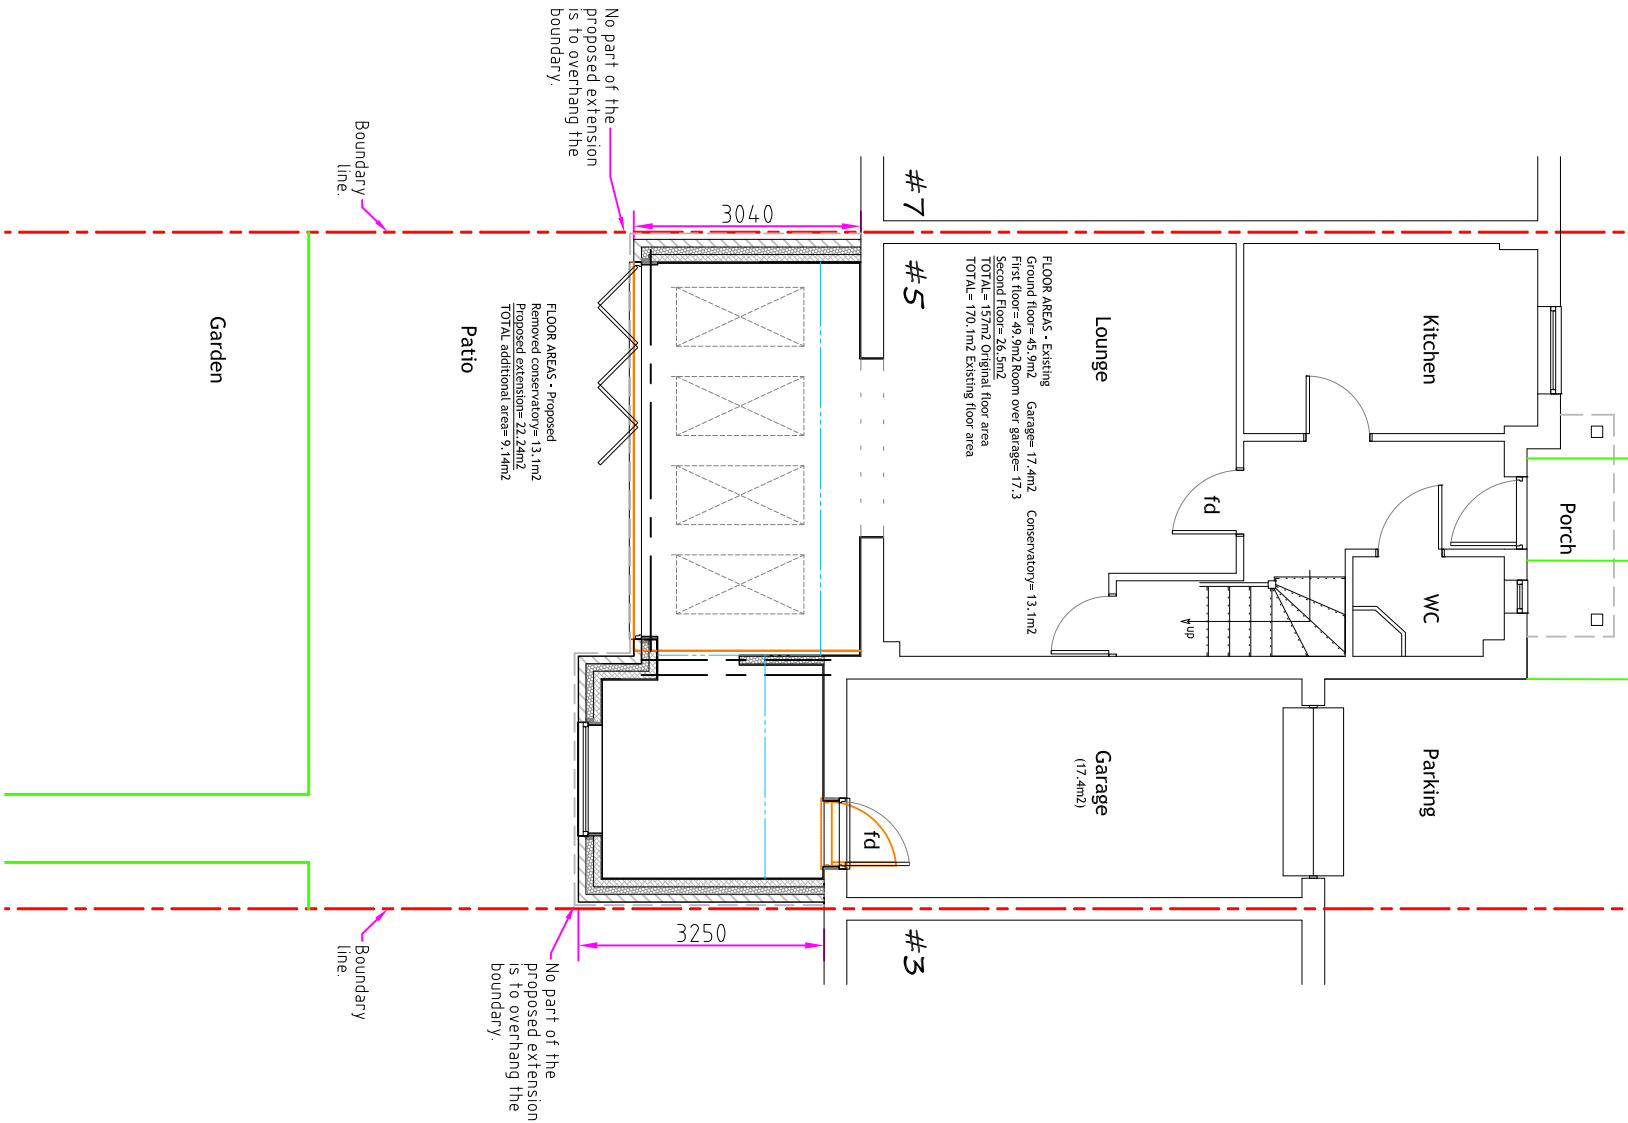 No part of the
proposed extension
is to overhang the
boundary.
Boundary
line.
#7
3040
#5
FLOOR AREAS - Existing
Ground floor= 45.9m2 Garage= 17.4m2 Conservatory= 13.1m2
First floor= 49.9m2 Room over garage= 17.3
Second Floor= 26.5m2
TOTAL= 157m2 Original floor area
TOTAL= 170.1m2 Existing floor area
Lounge
Kitchen
Porch
fd
WC
up
Garden
Patio
FLOOR AREAS - Proposed
Removed conservatory= 13.1m2
Proposed extension= 22.24m2
TOTAL additional area= 9.14m2
Garage
(17.4m2)
Parking
fd
#3
3250
Boundary
line.
No part of the
proposed extension
is to overhang the
boundary.